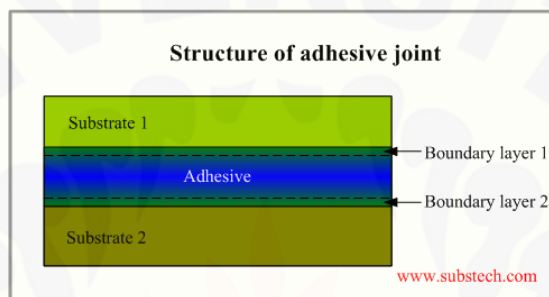 Structure of adhesive joint
Substrate 1
Boundary layer 1
Adhesive
Boundary layer 2
Substrate 2
www.substech.com